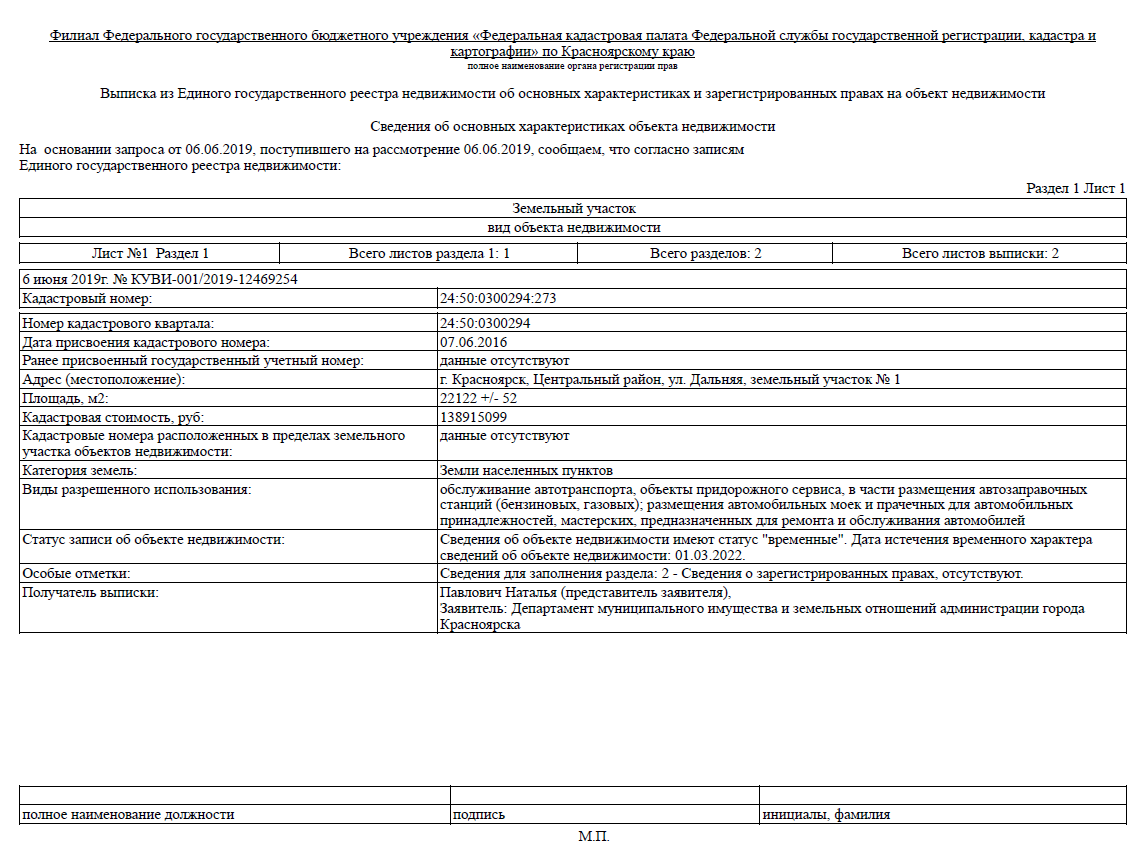 Филиал Федерального государственного бюджетного учреждения «Федеральная кадастровая палата Федеральной службы государственной регистрации, кадастра и
картографии» по Красноярскому краю
полное наименование органа регистрации прав
Выписка из Единого государственного реестра недвижимости об основных характеристиках и зарегистрированных правах на объект недвижимости
Сведения об основных характеристиках объекта недвижимости
На основании запроса от 06.06.2019, поступившего на рассмотрение 06.06.2019, сообщаем, что согласно записям
Единого государственного реестра недвижимости:
Раздел 1 Лист 1
Земельный участок
вид объекта недвижимости
Лист №1 Раздел 1 Всего листов раздела 1: 1 Всего разделов: 2 Всего листов выписки: 2
6 июня 2019г. № КУВИ-001/2019-12469254
Кадастровый номер: 24:50:0300294:273
Номер кадастрового квартала: 24:50:0300294
Дата присвоения кадастрового номера: 07.06.2016
Ранее присвоенный государственный учетный номер: данные отсутствуют
Адрес (местоположение): г. Красноярск, Центральный район, ул. Дальняя, земельный участок № 1
Площадь, м2: 22122 +/- 52
Кадастровая стоимость, руб: 138915099
Кадастровые номера расположенных в пределах земельного данные отсутствуют
участка объектов недвижимости:
Категория земель: Земли населенных пунктов
Виды разрешенного использования: обслуживание автотранспорта, объекты придорожного сервиса, в части размещения автозаправочных
станций (бензиновых, газовых); размещения автомобильных моек и прачечных для автомобильных
принадлежностей, мастерских, предназначенных для ремонта и обслуживания автомобилей
Статус записи об объекте недвижимости: Сведения об объекте недвижимости имеют статус "временные". Дата истечения временного характера
сведений об объекте недвижимости: 01.03.2022.
Особые отметки: Сведения для заполнения раздела: 2 - Сведения о зарегистрированных правах, отсутствуют.
Получатель выписки: Павлович Наталья (представитель заявителя),
Заявитель: Департамент муниципального имущества и земельных отношений администрации города
Красноярска
полное наименование должности подпись инициалы, фамилия
М.П.